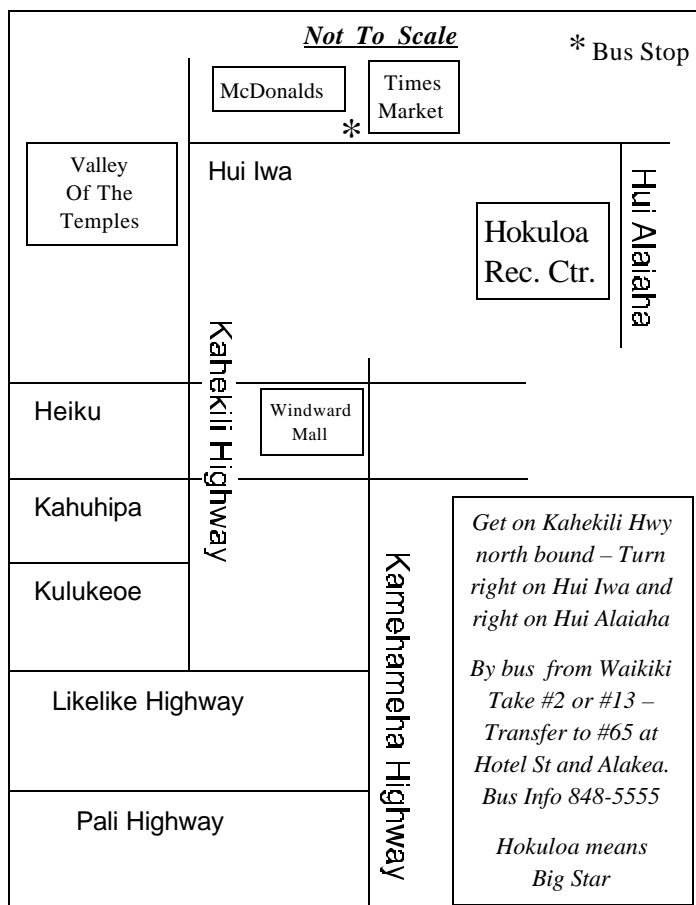 Not To Scale
* Bus Stop
McDonalds
Times
Market
*
Valley
Of The
Temples
Hui Iwa
Hui Alaiaha
Hokuloa
Rec. Ctr.
Kahekili Highway
Heiku
Windward
Mall
Kahuhipa
Kulukeoe
Kamehameha Highway
Likelike Highway
Pali Highway
Get on Kahekili Hwy
north bound – Turn
right on Hui Iwa and
right on Hui Alaiaha
By bus from Waikiki
Take #2 or #13 –
Transfer to #65 at
Hotel St and Alakea.
Bus Info 848-5555
Hokuloa means
Big Star